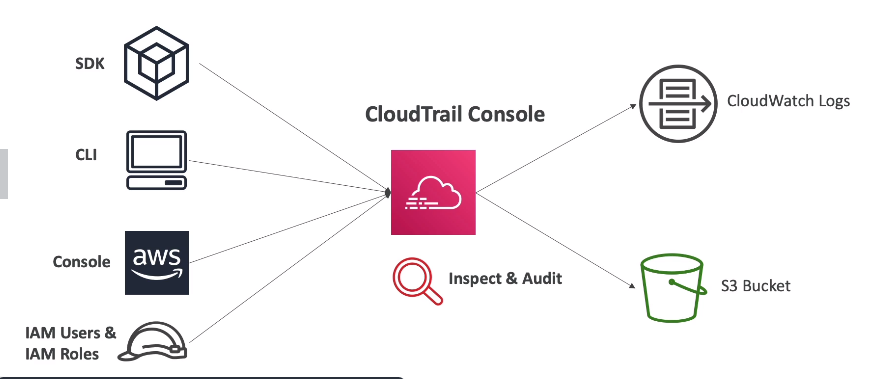 SDK
CloudTrail Console
CloudWatch Logs
CLI
Console
aws
Inspect & Audit
S3 Bucket
IAM Users &
IAM Roles